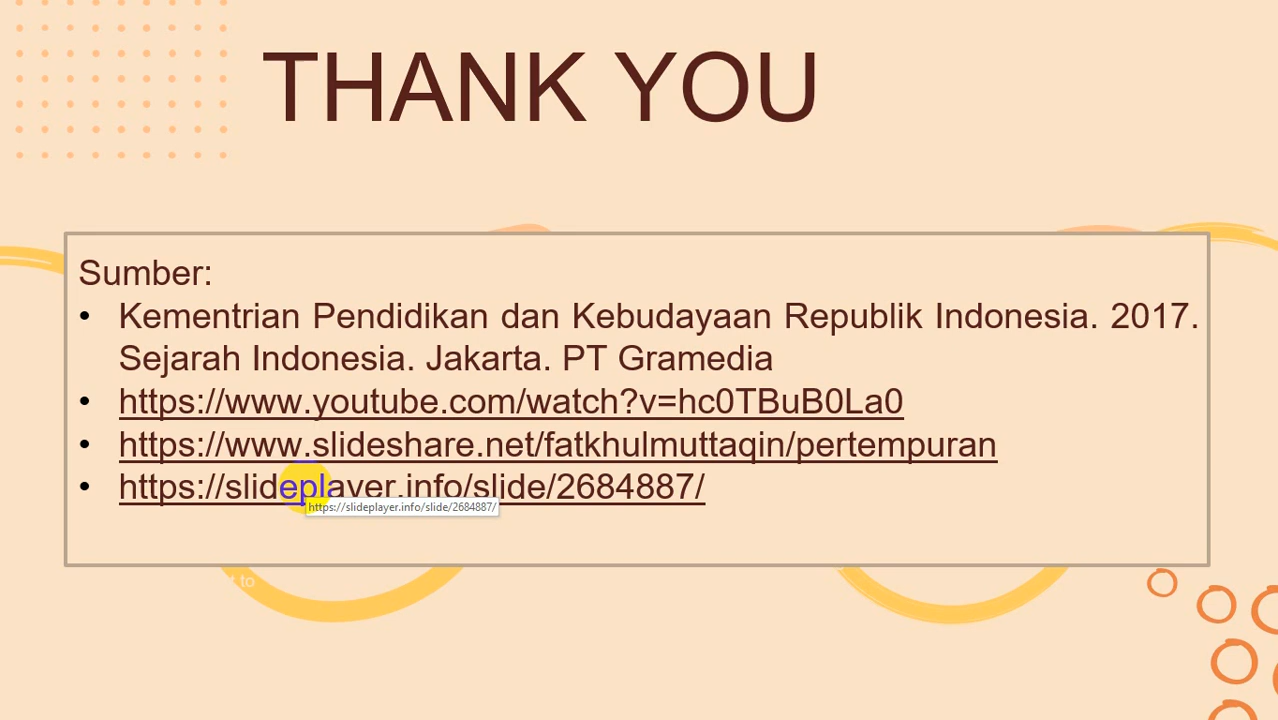 THANK YOU
Sumber:
• Kementrian Pendidikan dan Kebudayaan Republik Indonesia. 2017.
Sejarah Indonesia. Jakarta. PT Gramedia
• https://www.youtube.com/watch?v=hc0TBuB0La0
• https://www.slideshare.net/fatkhulmuttaqin/pertempuran
• https://slideplayer.info/slide/2684887/
https://slideplayer.info/slide/2684887/
to